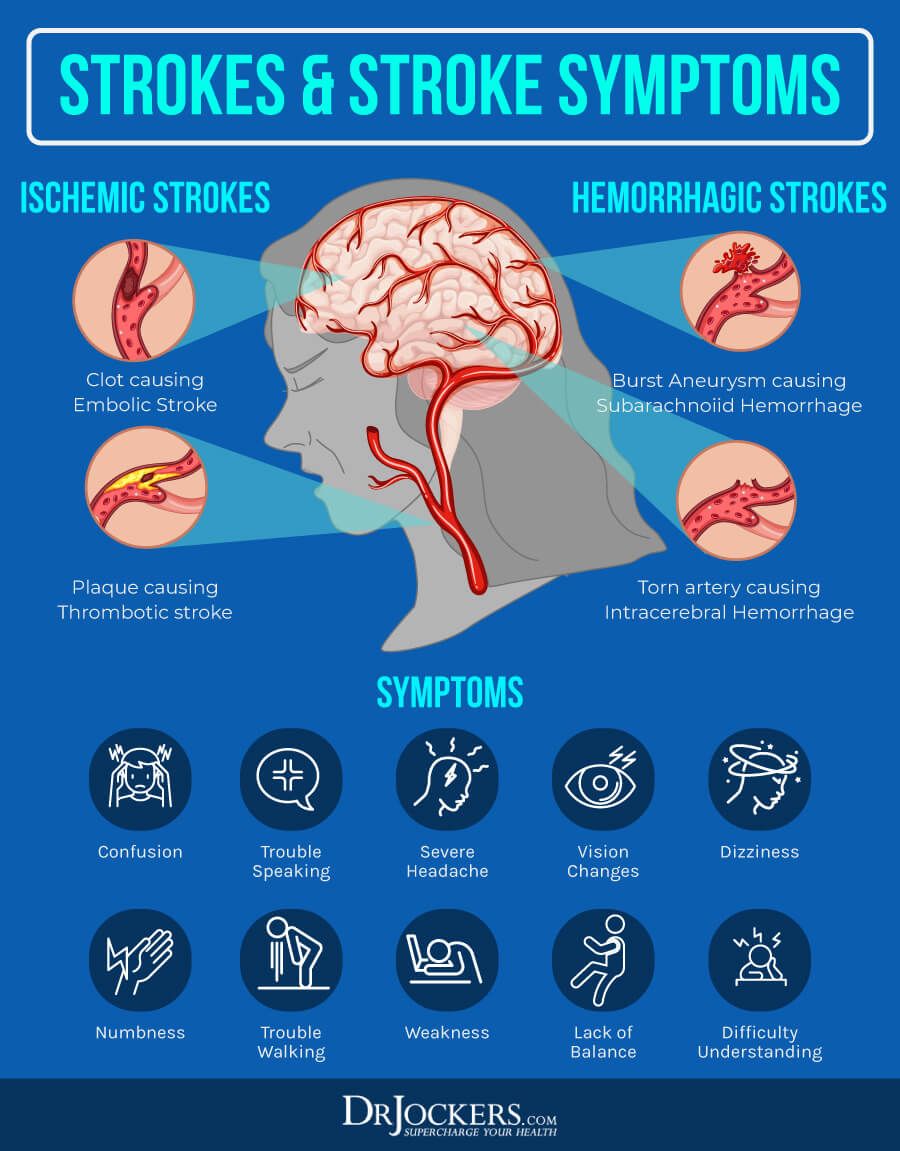 STROKES & STROKE SYMPTOMS
ISCHEMIC STROKES
HEMORRHAGIC STROKES
Clot causing
Embolic Stroke
Burst Aneurysm causing
Subarachnoiid Hemorrhage
Plaque causing
Thrombotic stroke
Torn artery causing
Intracerebral Hemorrhage
SYMPTOMS
Confusion
Trouble
Speaking
Severe
Headache
Vision
Changes
Dizziness
Numbness
Trouble
Walking
Weakness
Lack of
Balance
Difficulty
Understanding
DRJOCKERS.COM
SUPERCHARGE YOUR HEALTH